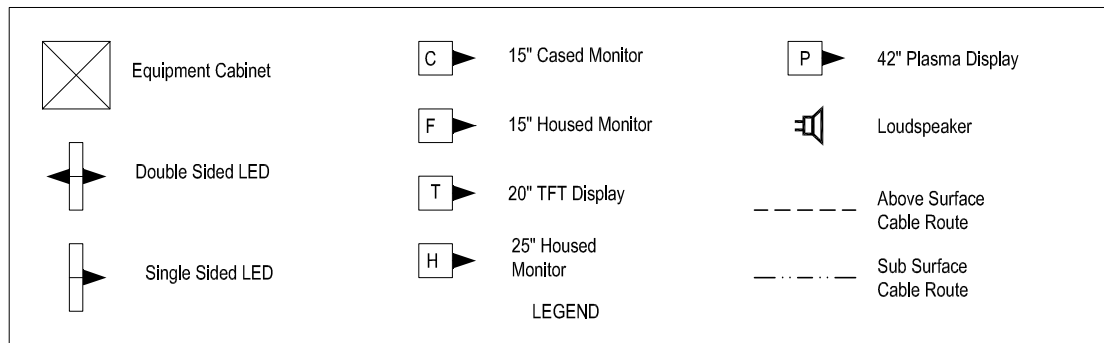 Equipment Cabinet
Double Sided LED
Single Sided LED
C
15" Cased Monitor
F
15" Housed Monitor
T
20" TFT Display
H
25" Housed
Monitor
P
42" Plasma Display
Loudspeaker
Above Surface
Cable Route
Sub Surface
Cable Route
LEGEND